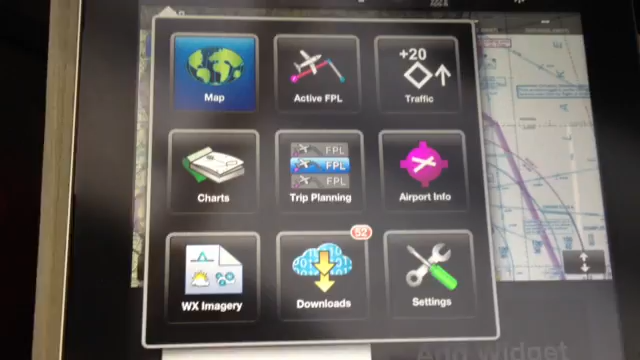 +20
Map
Active FPL
Traffic
FPL
FPL
FPL
Charts
Trip Planning
Airport Info
52
WX Imagery
Downloads
Settings
Add Widget